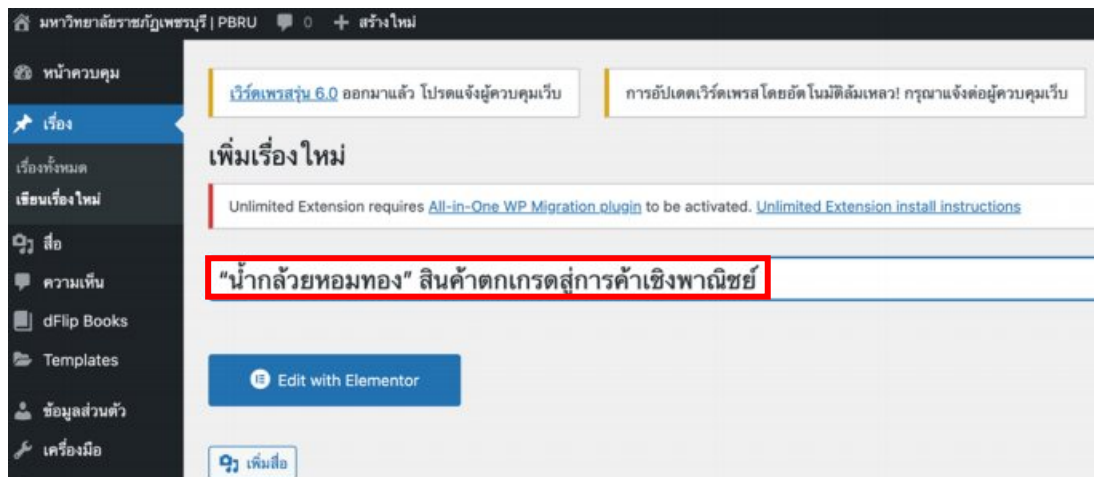 มหาวิทยาลัยราชภัฏเพชรบุรี | PBRU 0 + สร้างใหม่
หน้าควบคุม
เวิร์ดเพรสรุ่น 6.0 ออกมาแล้ว โปรดแจ้งผู้ควบคุมเว็บ
การอัปเดตเวิร์ดเพรสโดยอัตโนมัติล้มเหลว! กรุณาแจ้งต่อผู้ควบคุมเว็บ
เรื่อง
เรื่องทั้งหมด
เขียนเรื่องใหม่
เพิ่มเรื่องใหม่
Unlimited Extension requires All-in-One WP Migration plugin to be activated. Unlimited Extension install instructions
สื่อ
ความเห็น
dFlip Books
Templates
ข้อมูลส่วนตัว
เครื่องมือ
“น้ำกล้วยหอมทอง” สินค้าตกเกรดสู่การค้าเชิงพาณิชย์
Edit with Elementor
เพิ่มสื่อ